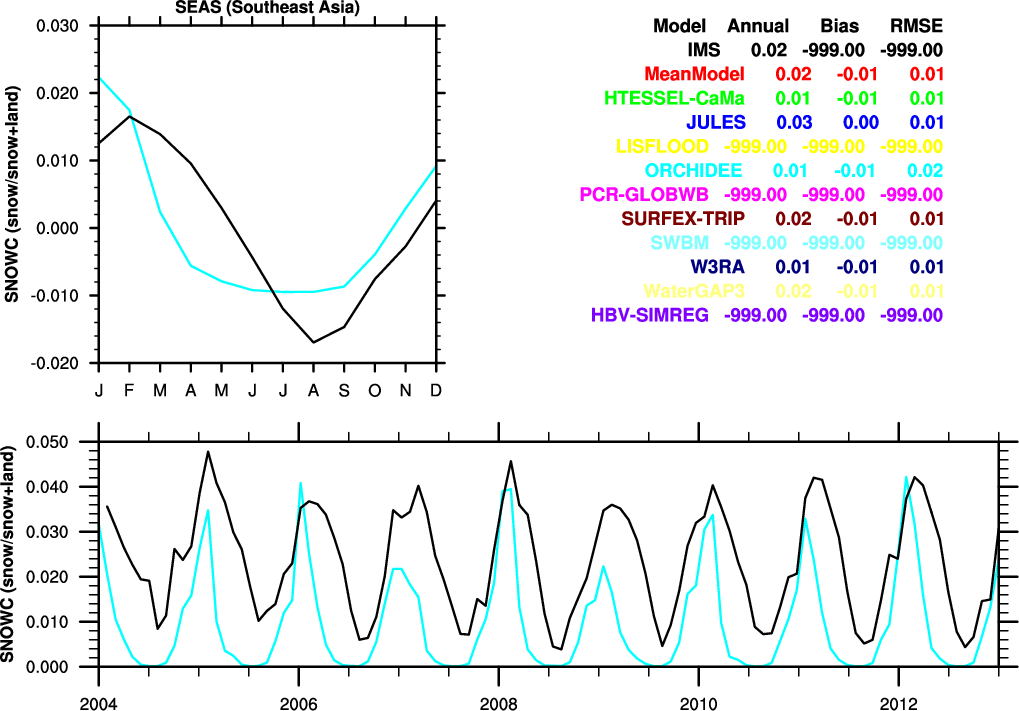 SEAS (Southeast Asia)
0.030
0.020
0.010
0.000
-0.010
-0.020
SNOWC (snow/snow+land)
J F M A M J J A S O N D
Model Annual Bias RMSE
IMS 0.02 -999.00 -999.00
MeanModel 0.02 -0.01 0.01
HTESSEL-CaMa 0.01 -0.01 0.01
JULES 0.03 0.00 0.01
LISFLOOD -999.00 -999.00 -999.00
ORCHIDEE 0.01 -0.01 0.02
PCR-GLOBWB -999.00 -999.00 -999.00
SURFEX-TRIP 0.02 -0.01 0.01
SWBM -999.00 -999.00 -999.00
W3RA 0.01 -0.01 0.01
WaterGAP3 0.02 -0.01 0.01
HBV-SIMREG -999.00 -999.00 -999.00
0.050
0.040
0.030
0.020
0.010
0.000
SNOWC (snow/snow+land)
2004 2006 2008 2010 2012